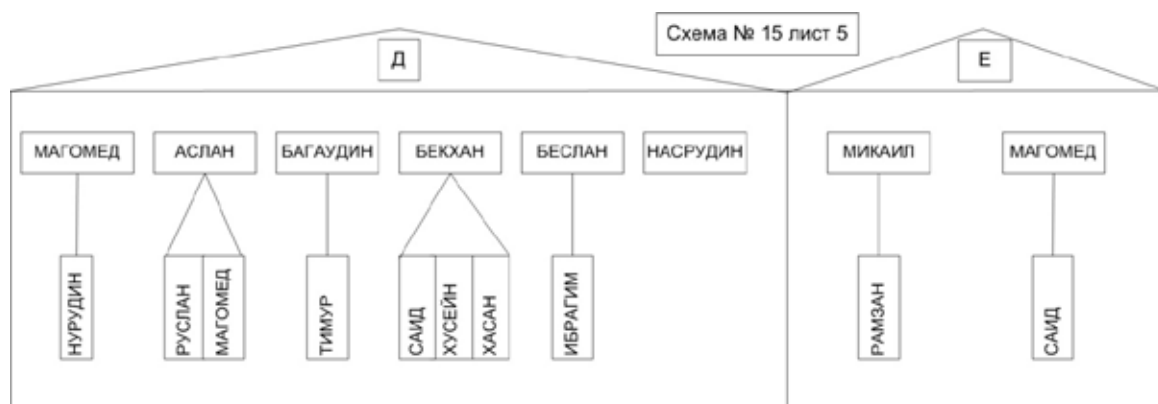 Схема № 15 лист 5
Д
Е
МАГОМЕД
АСЛАН
БАГАУДИН
БЕКХАН
БЕСЛАН
НАСРУДИН
МИКАИЛ
МАГОМЕД
НУРУДИН
РУСЛАН
МАГОМЕД
ТИМУР
САИД
ХУСЕЙН
ХАСАН
ИБРАГИМ
РАМЗАН
САИД